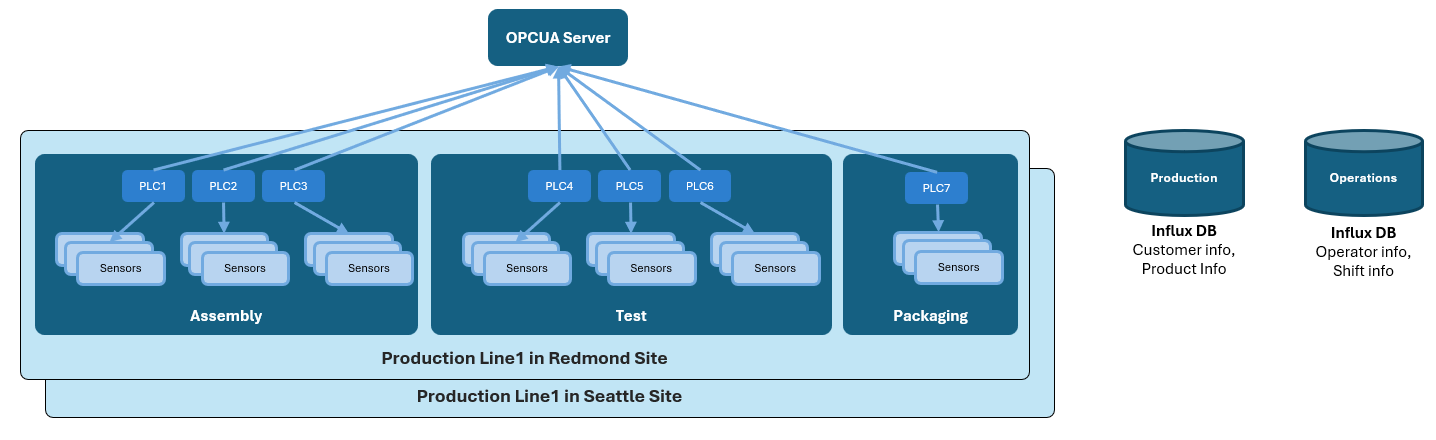 OPCUA Server
PLC1
PLC2
PLC3
PLC4
PLC5
PLC6
PLC7
Sensors
Sensors
Sensors
Sensors
Sensors
Sensors
Sensors
Assembly
Test
Packaging
Production Line1 in Redmond Site
Production Line1 in Seattle Site
Production
Influx DB
Customer info,
Product Info
Operations
Influx DB
Operator info,
Shift info